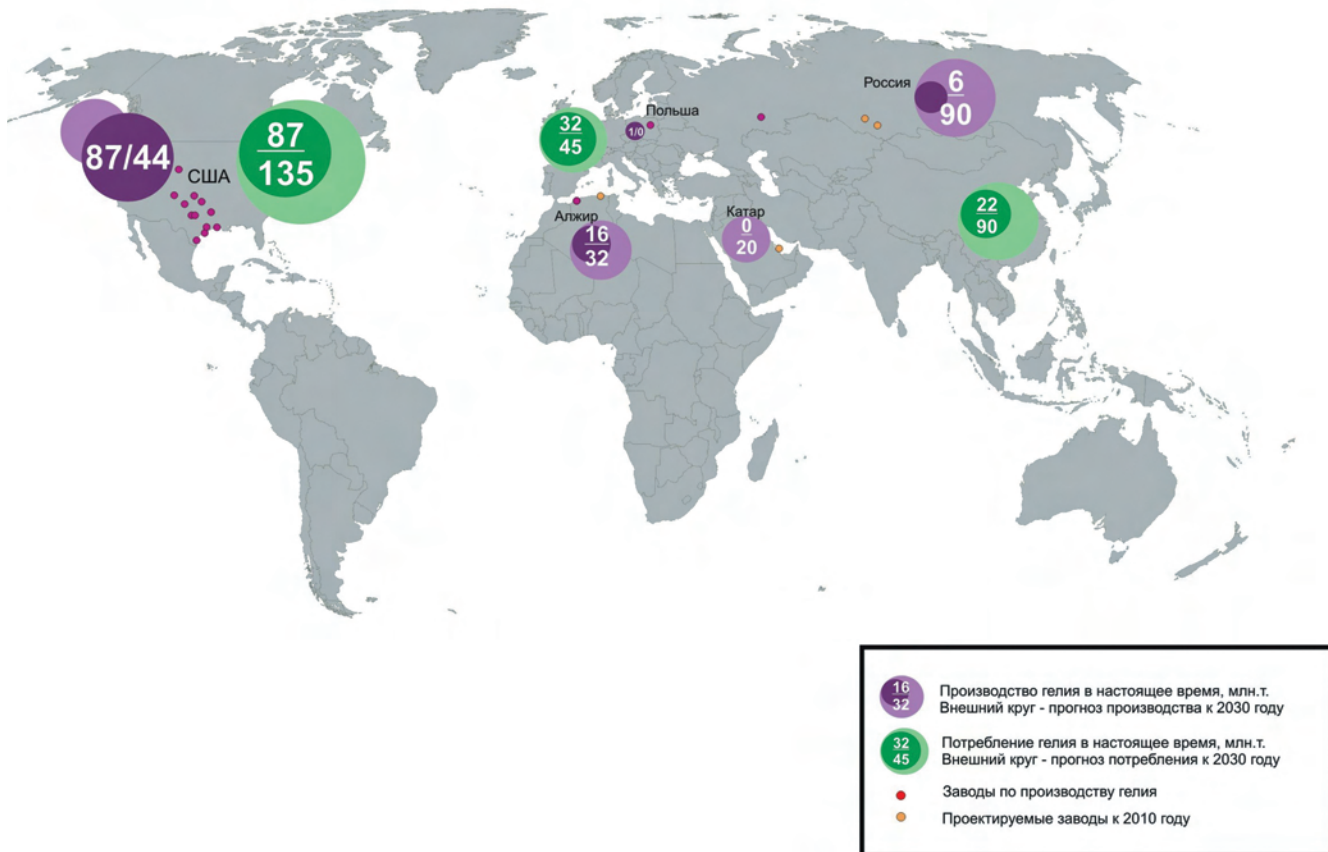 Россия
6
90
Польша
1/0
32
45
87/44
США
87
135
Алжир
16
32
Катар
0
20
22
90
16
32
Производство гелия в настоящее время, млн.т.
Внешний круг - прогноз производства к 2030 году
32
45
Потребление гелия в настоящее время, млн.т.
Внешний круг - прогноз потребления к 2030 году
Заводы по производству гелия
Проектируемые заводы к 2010 году